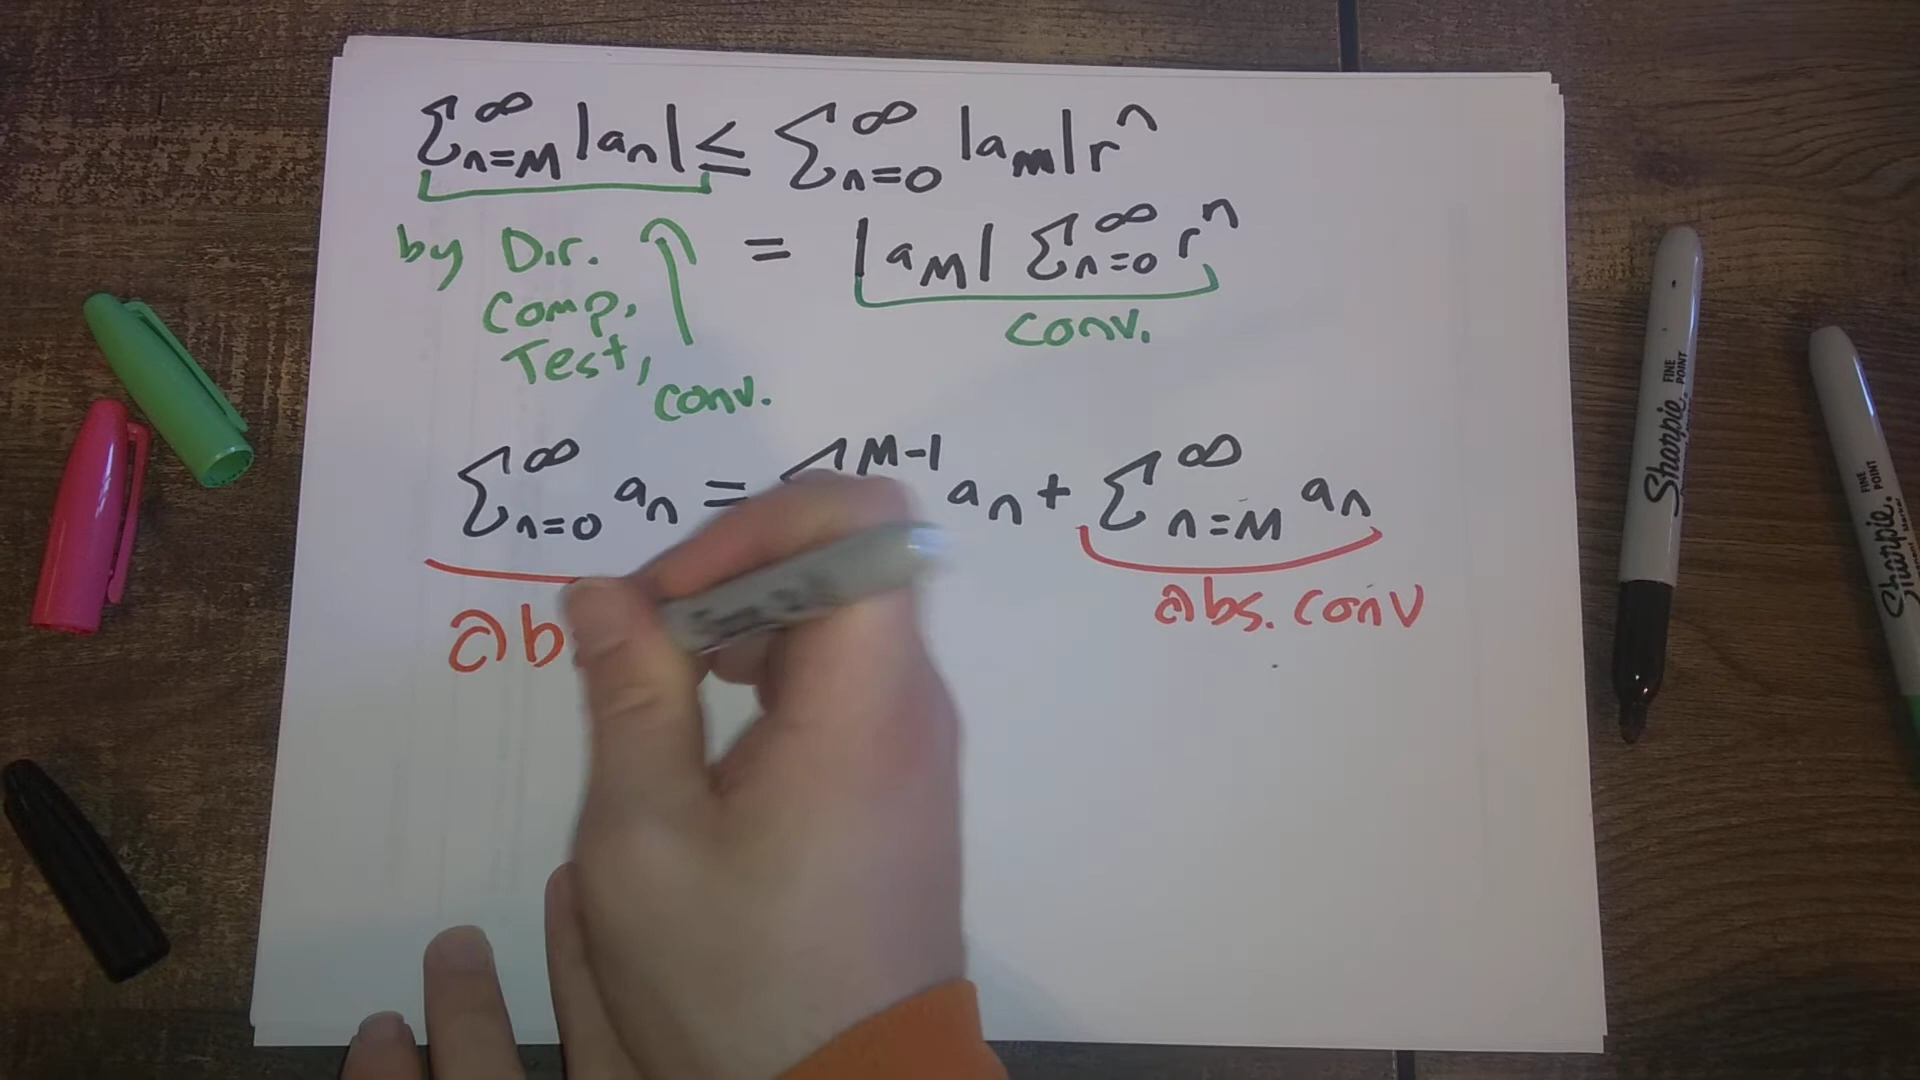 ∑_{n=M}^∞ |a_n| ≤ ∑_{n=0}^∞ |a_M| r^n
= |a_M| ∑_{n=0}^∞ r^n
conv.
by Dir.
Comp.
Test,
conv.
∑_{n=0}^∞ a_n = ∑^{M-1} a_n + ∑_{n=M}^∞ a_n
abs. conv
ab
Sharpie
FINE
POINT
Sharpie
FINE
POINT